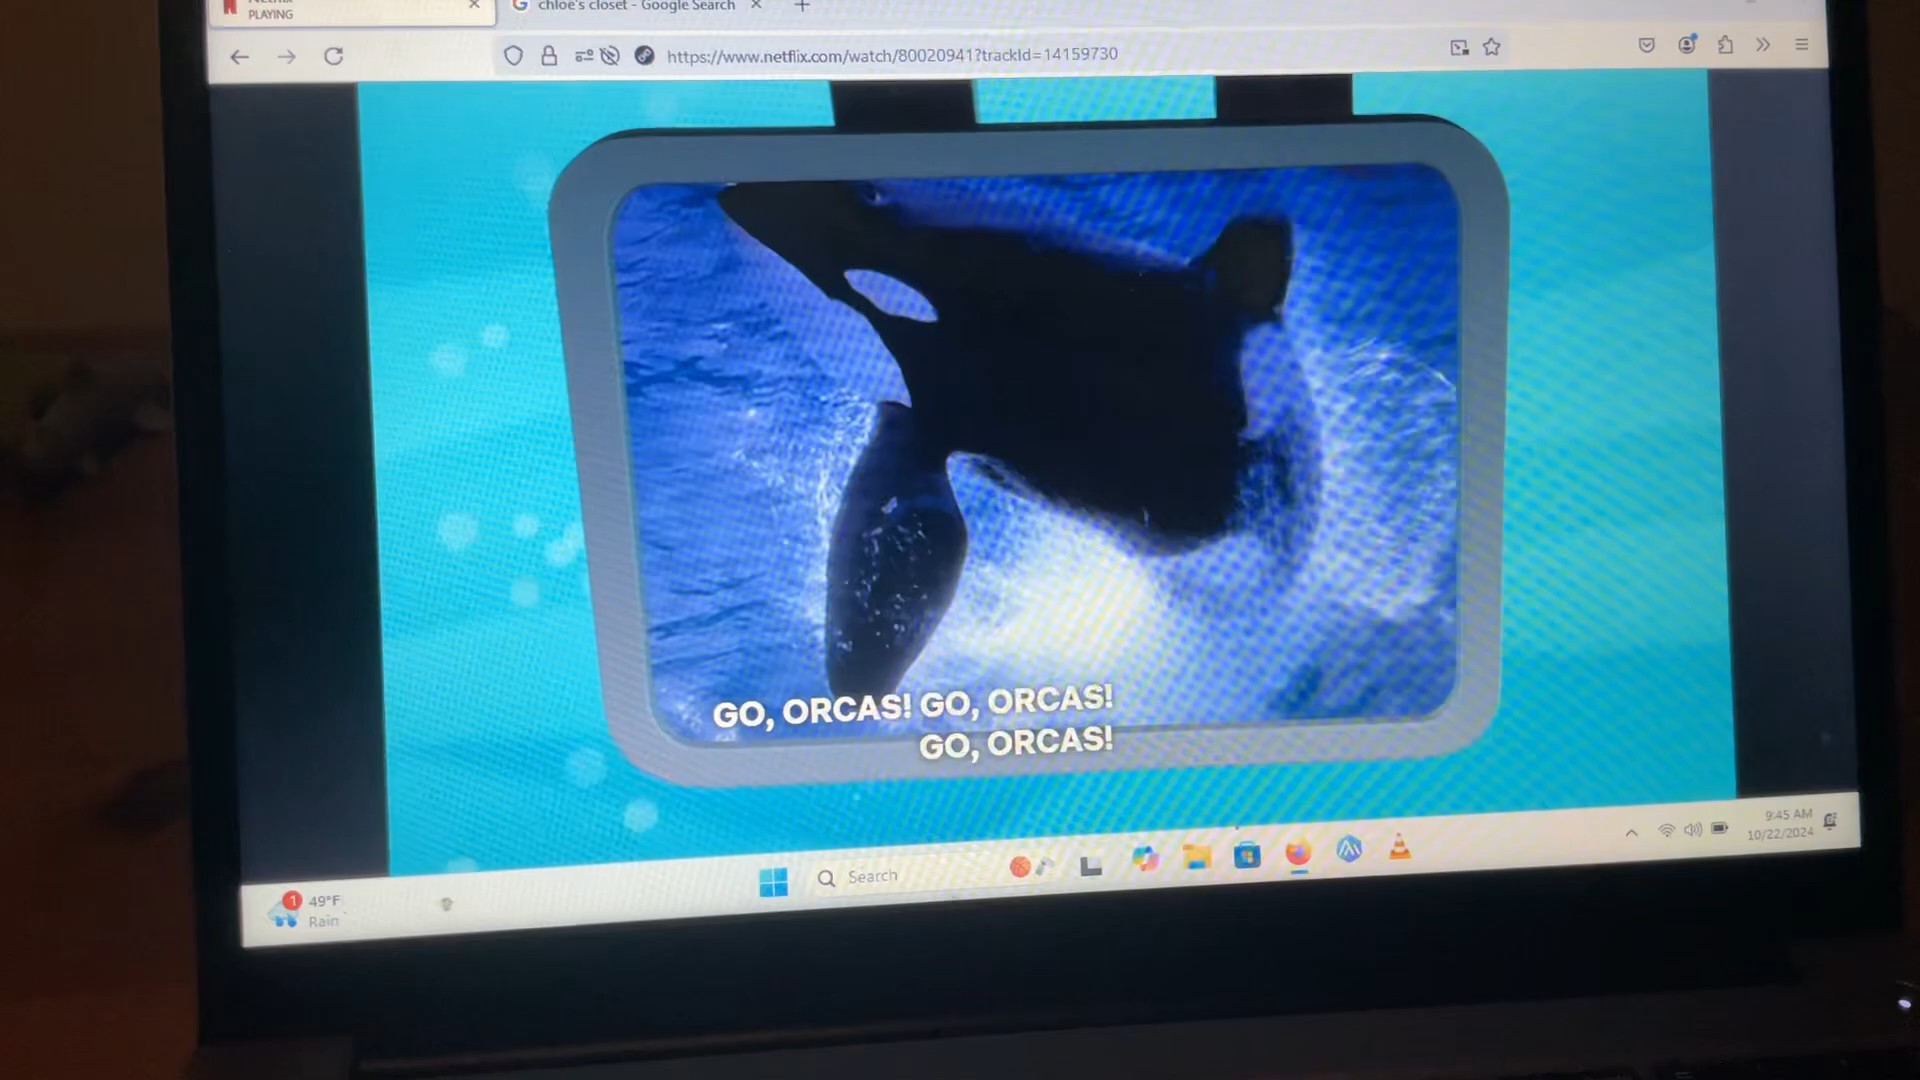 PLAYING
chloe's closet - Google Search
https://www.netflix.com/watch/80020941?trackId=14159730
GO, ORCAS! GO, ORCAS!
GO, ORCAS!
1
49°F
Rain
Search
9:45 AM
10/22/2024